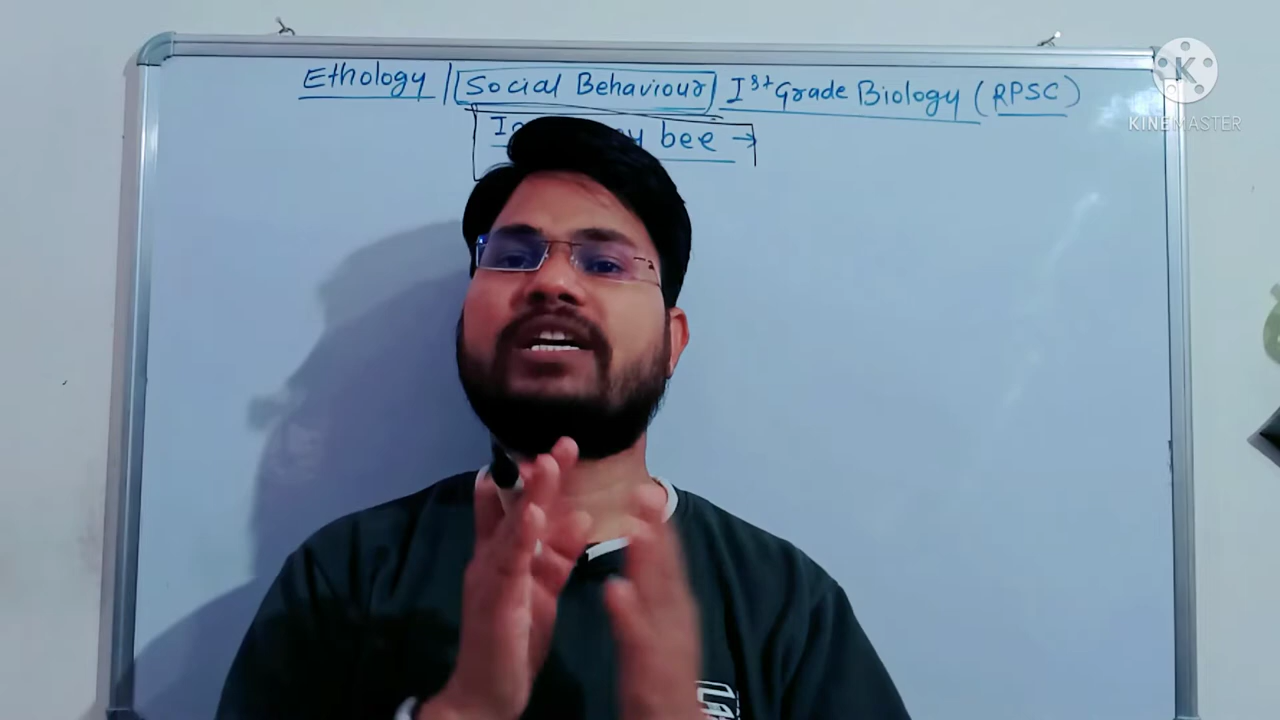 Ethology | Social Behaviour | Ist Grade Biology (RPSC)
bee →
K
KINEMASTER